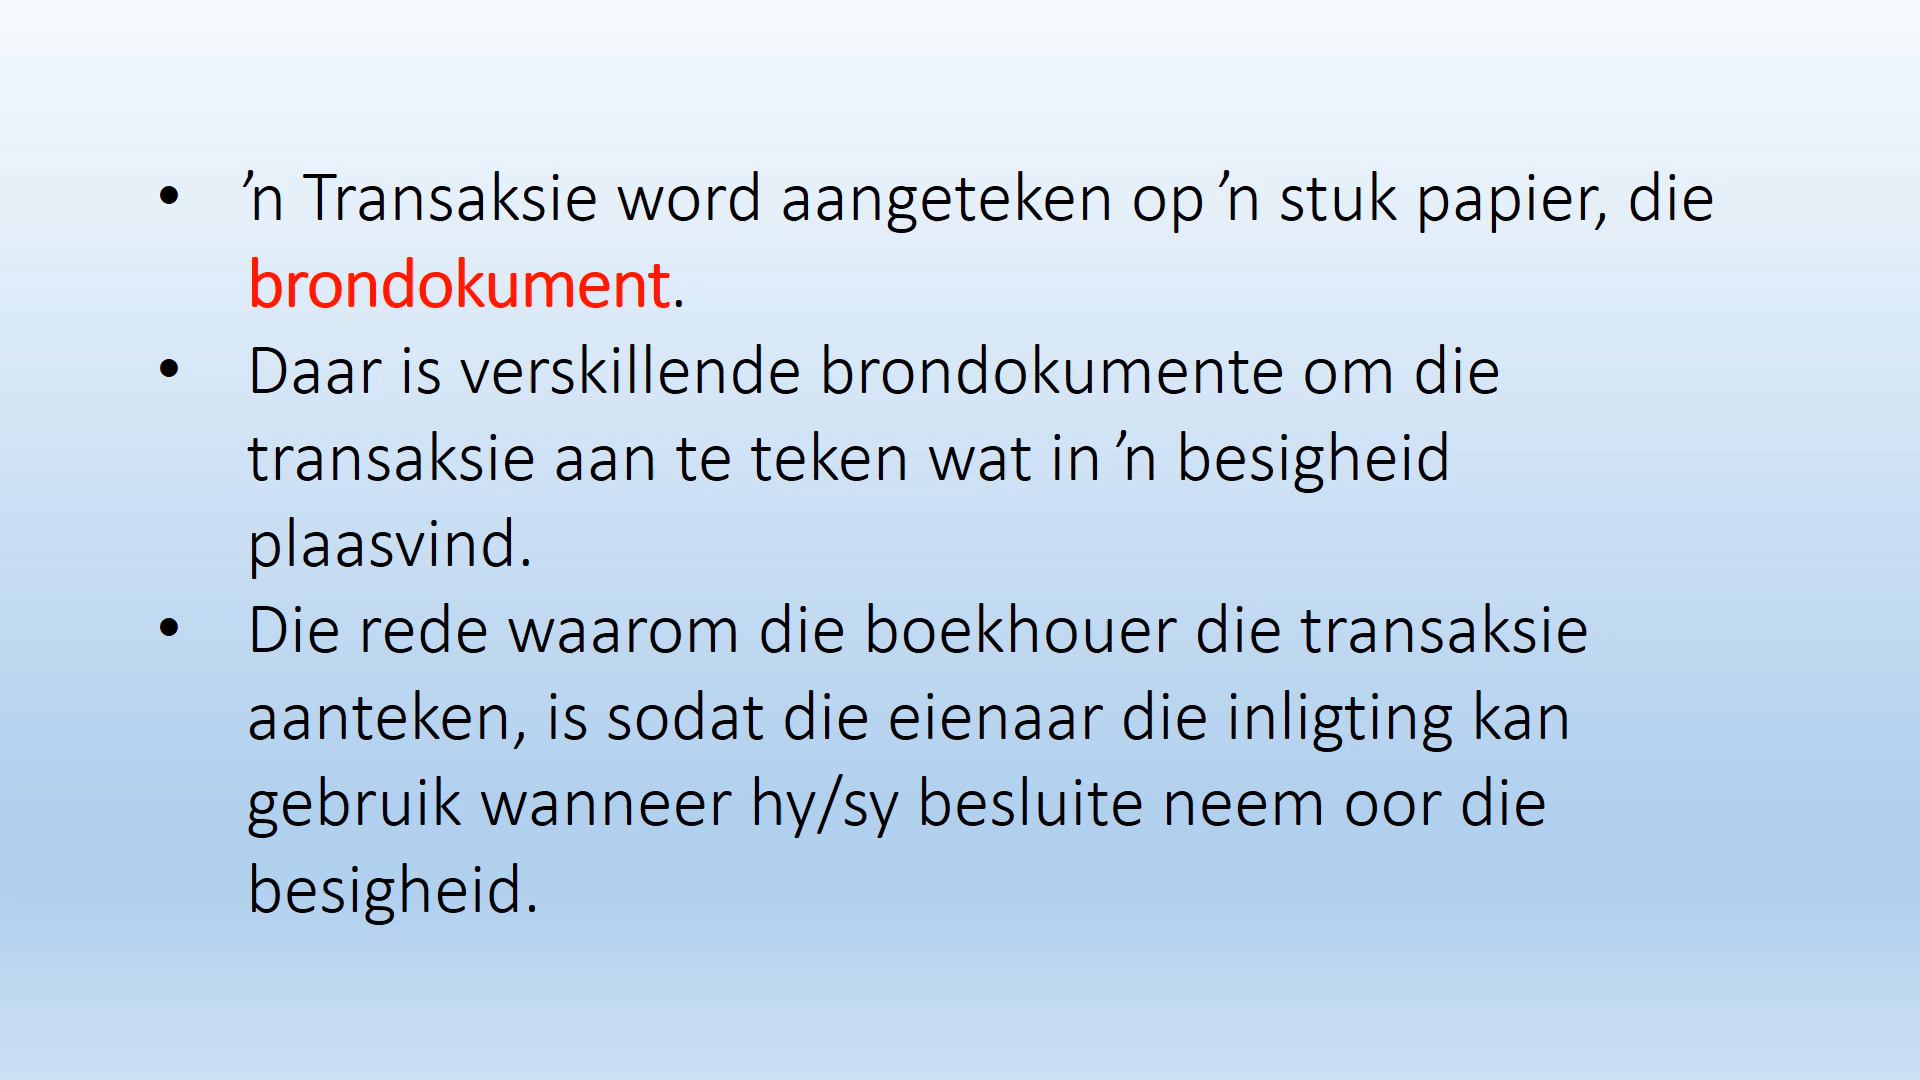 • ’n Transaksie word aangeteken op ’n stuk papier, die
brondokument.
• Daar is verskillende brondokumente om die
transaksie aan te teken wat in ’n besigheid
plaasvind.
• Die rede waarom die boekhouer die transaksie
aanteken, is sodat die eienaar die inligting kan
gebruik wanneer hy/sy besluite neem oor die
besigheid.